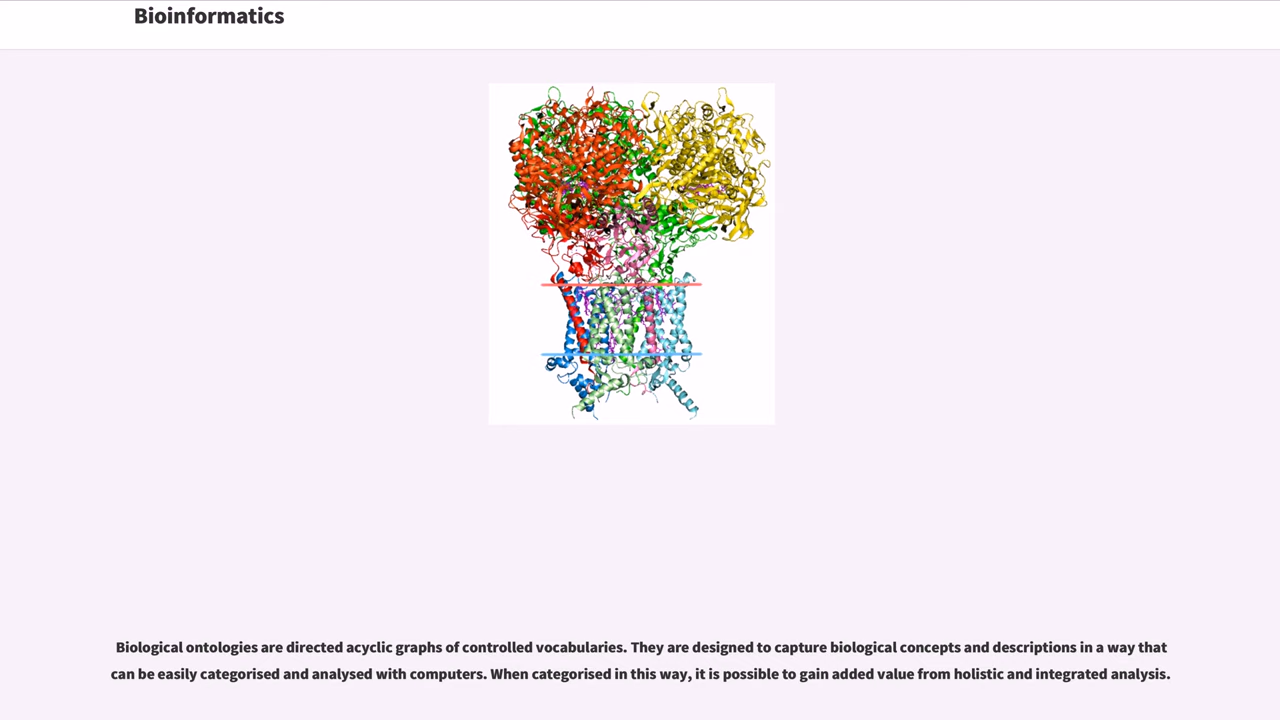 Bioinformatics
Biological ontologies are directed acyclic graphs of controlled vocabularies. They are designed to capture biological concepts and descriptions in a way that
can be easily categorised and analysed with computers. When categorised in this way, it is possible to gain added value from holistic and integrated analysis.